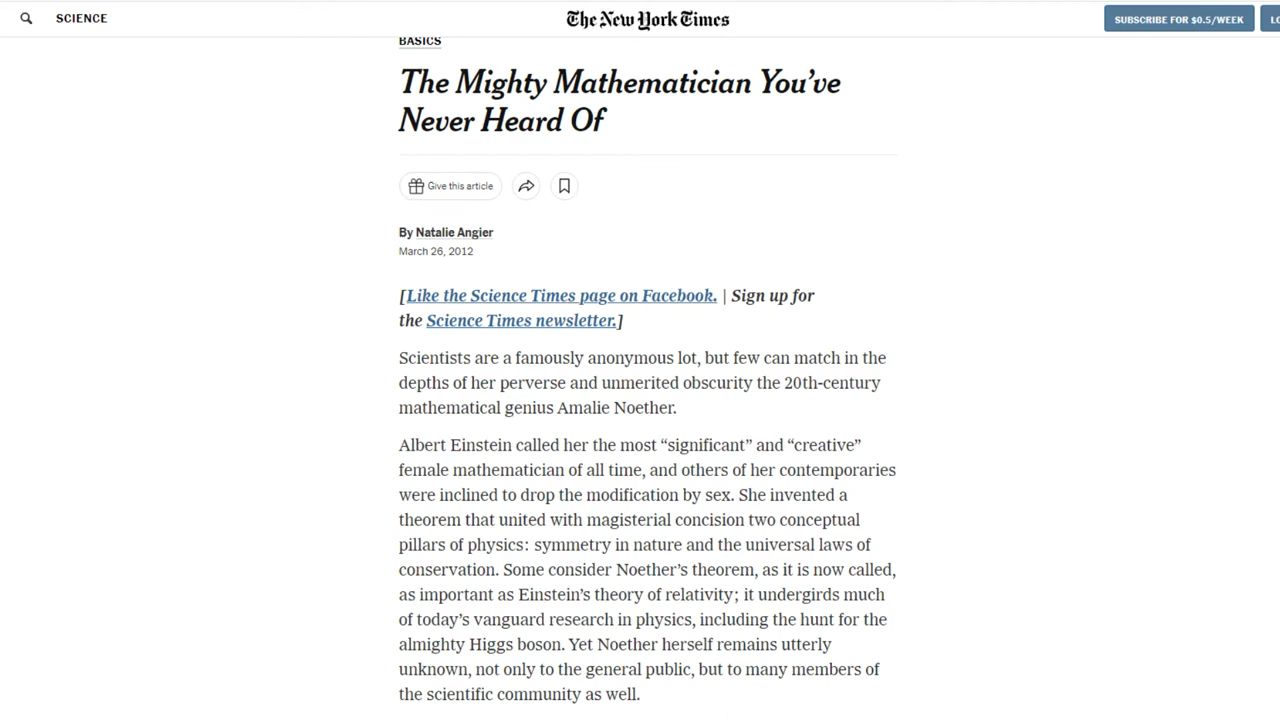 SCIENCE
The New York Times
SUBSCRIBE FOR $0.5/WEEK
BASICS
The Mighty Mathematician You’ve
Never Heard Of
Give this article
By Natalie Angier
March 26, 2012
[Like the Science Times page on Facebook. | Sign up for
the Science Times newsletter.]
Scientists are a famously anonymous lot, but few can match in the
depths of her perverse and unmerited obscurity the 20th-century
mathematical genius Amalie Noether.
Albert Einstein called her the most “significant” and “creative”
female mathematician of all time, and others of her contemporaries
were inclined to drop the modification by sex. She invented a
theorem that united with magisterial concision two conceptual
pillars of physics: symmetry in nature and the universal laws of
conservation. Some consider Noether’s theorem, as it is now called,
as important as Einstein’s theory of relativity; it undergirds much
of today’s vanguard research in physics, including the hunt for the
almighty Higgs boson. Yet Noether herself remains utterly
unknown, not only to the general public, but to many members of
the scientific community as well.